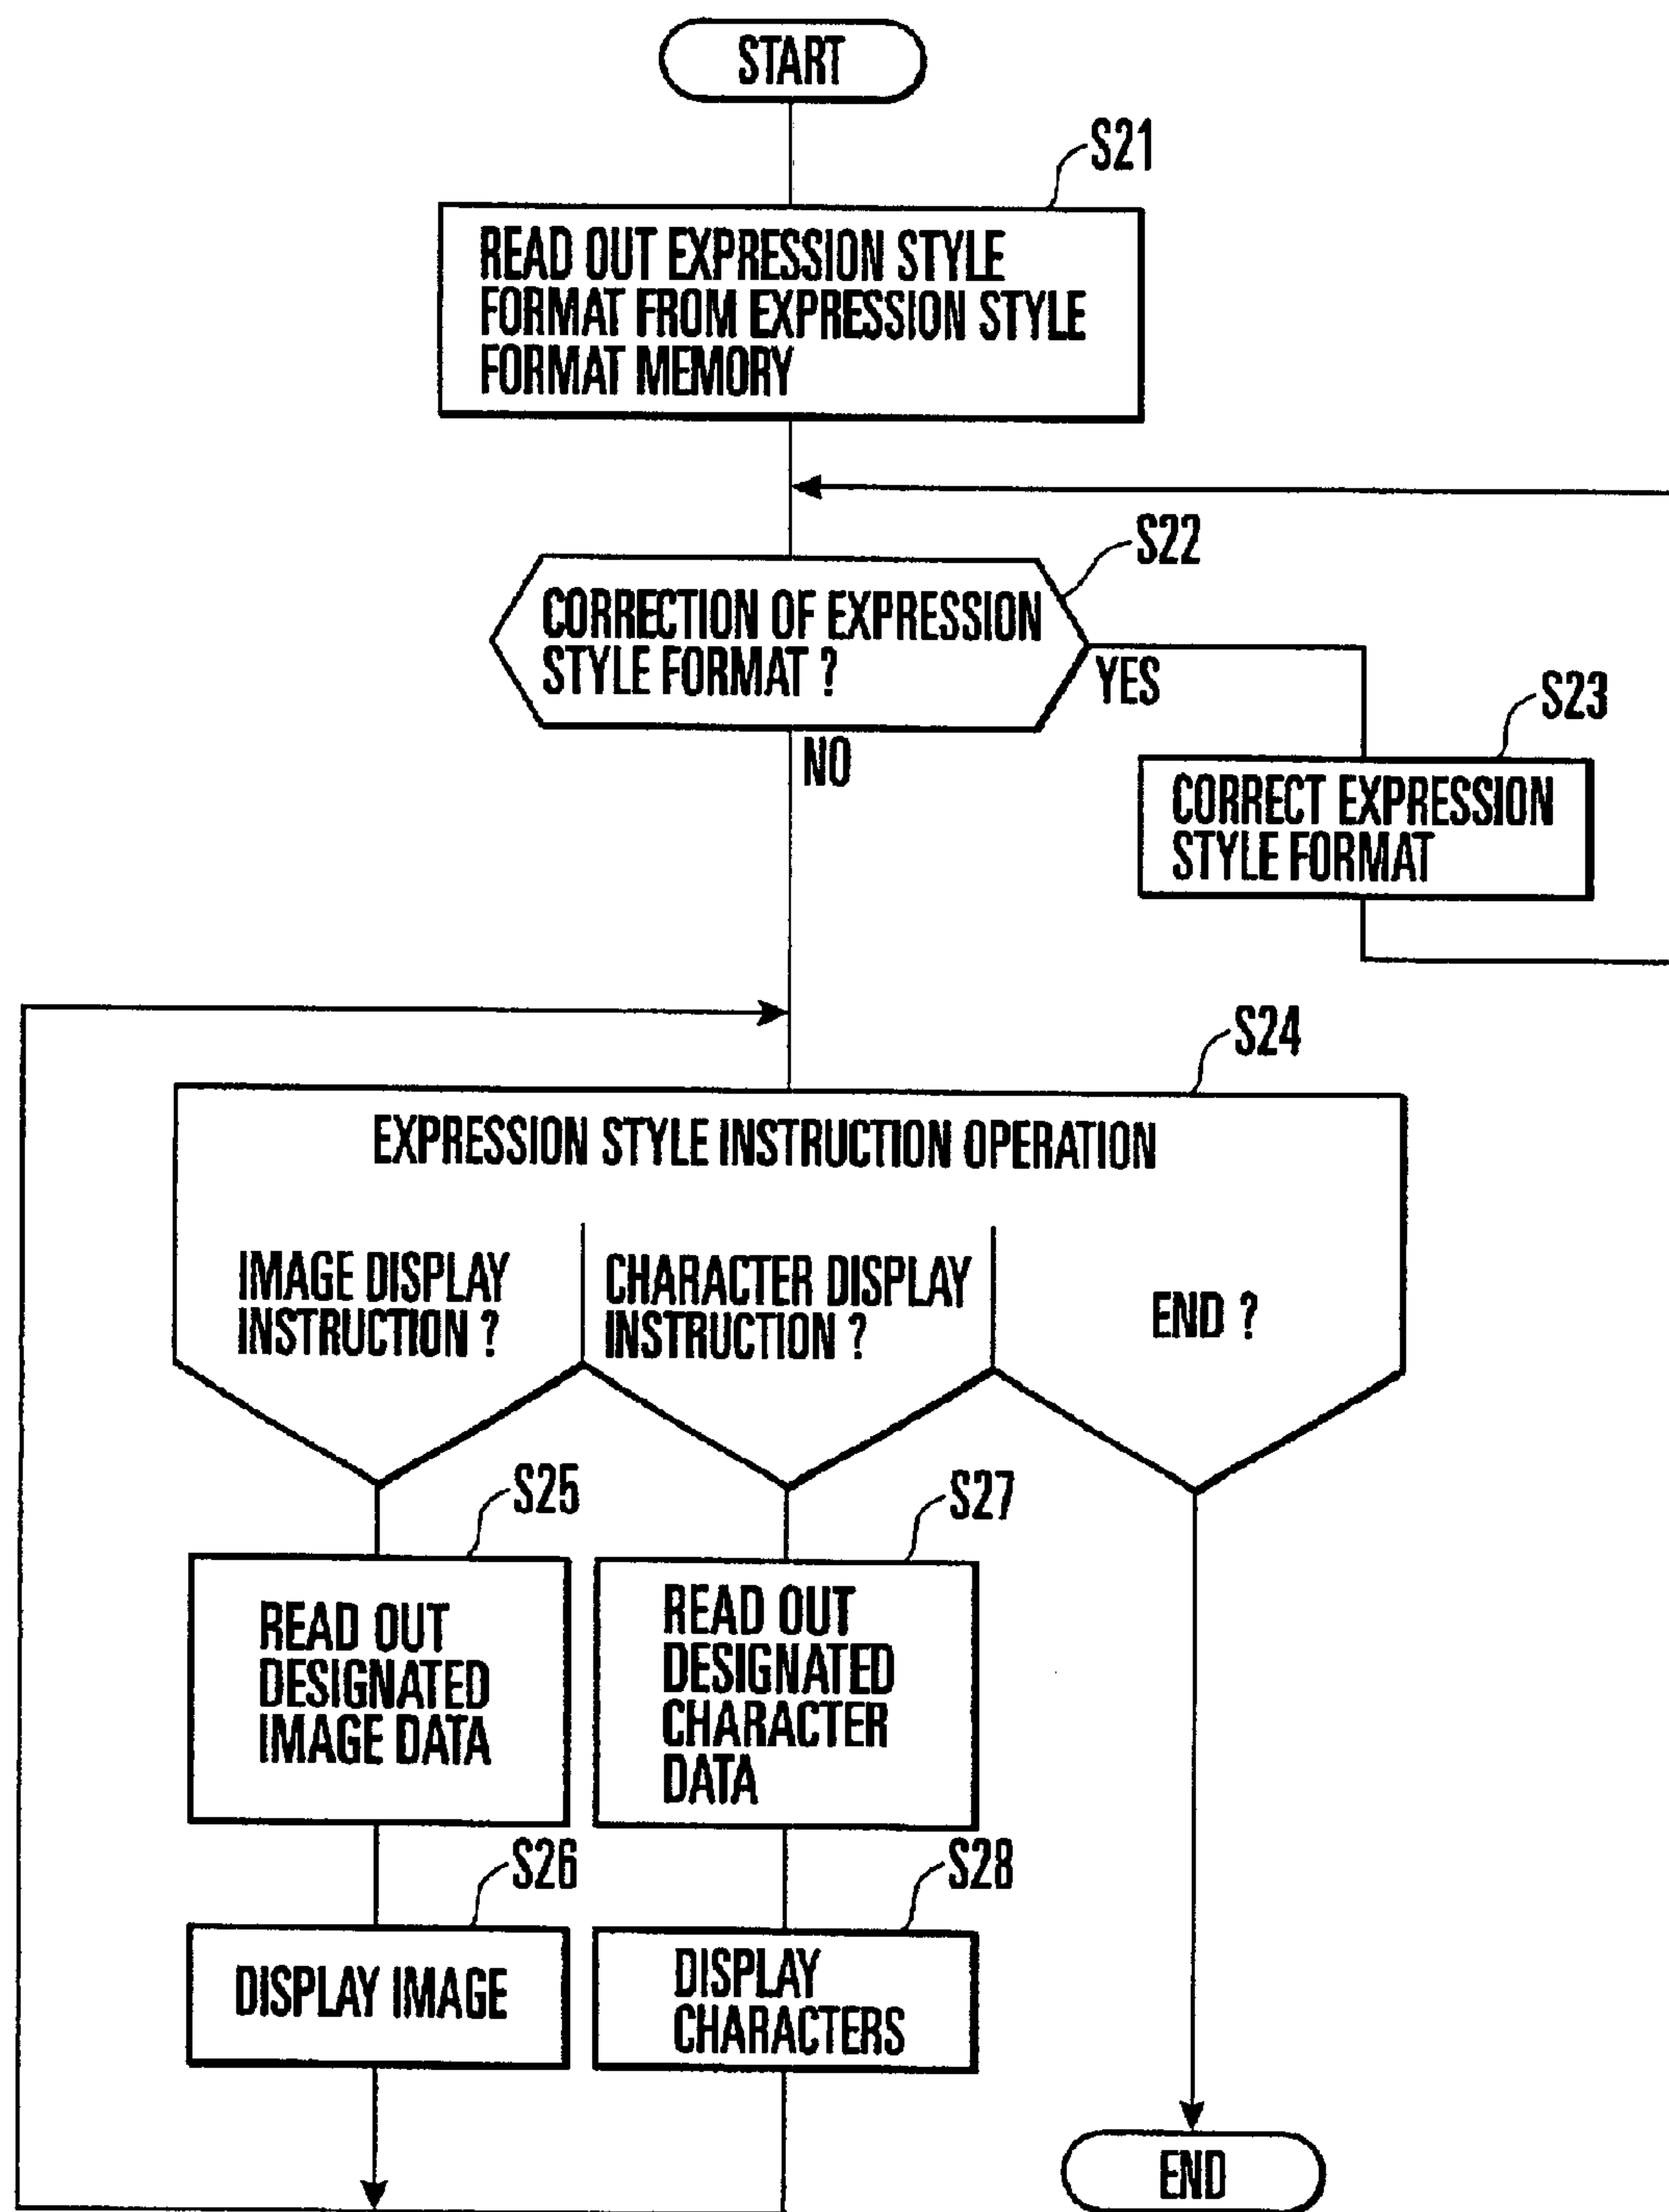 START
S21
READ OUT EXPRESSION STYLE
FORMAT FROM EXPRESSION STYLE
FORMAT MEMORY
S22
CORRECTION OF EXPRESSION
STYLE FORMAT ?
YES
NO
S23
CORRECT EXPRESSION
STYLE FORMAT
S24
EXPRESSION STYLE INSTRUCTION OPERATION
IMAGE DISPLAY
INSTRUCTION ?
CHARACTER DISPLAY
INSTRUCTION ?
END ?
S25
READ OUT
DESIGNATED
IMAGE DATA
S26
DISPLAY IMAGE
S27
READ OUT
DESIGNATED
CHARACTER
DATA
S28
DISPLAY
CHARACTERS
END